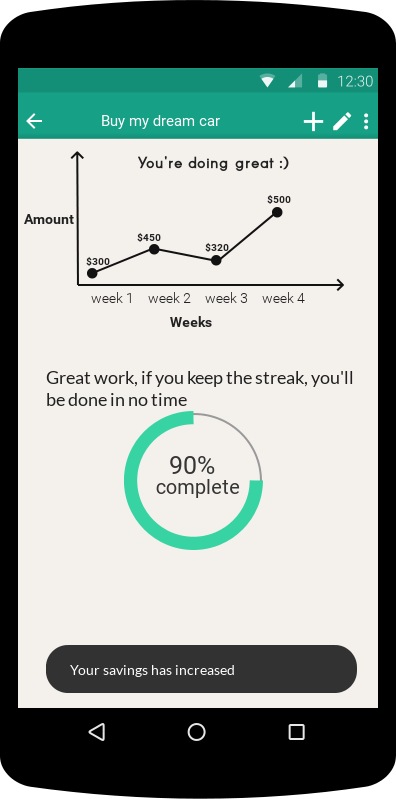 12:30
Buy my dream car
You're doing great :)
$500
Amount
$450
$320
$300
week 1 week 2 week 3 week 4
Weeks
Great work, if you keep the streak, you'll
be done in no time
90%
complete
Your savings has increased